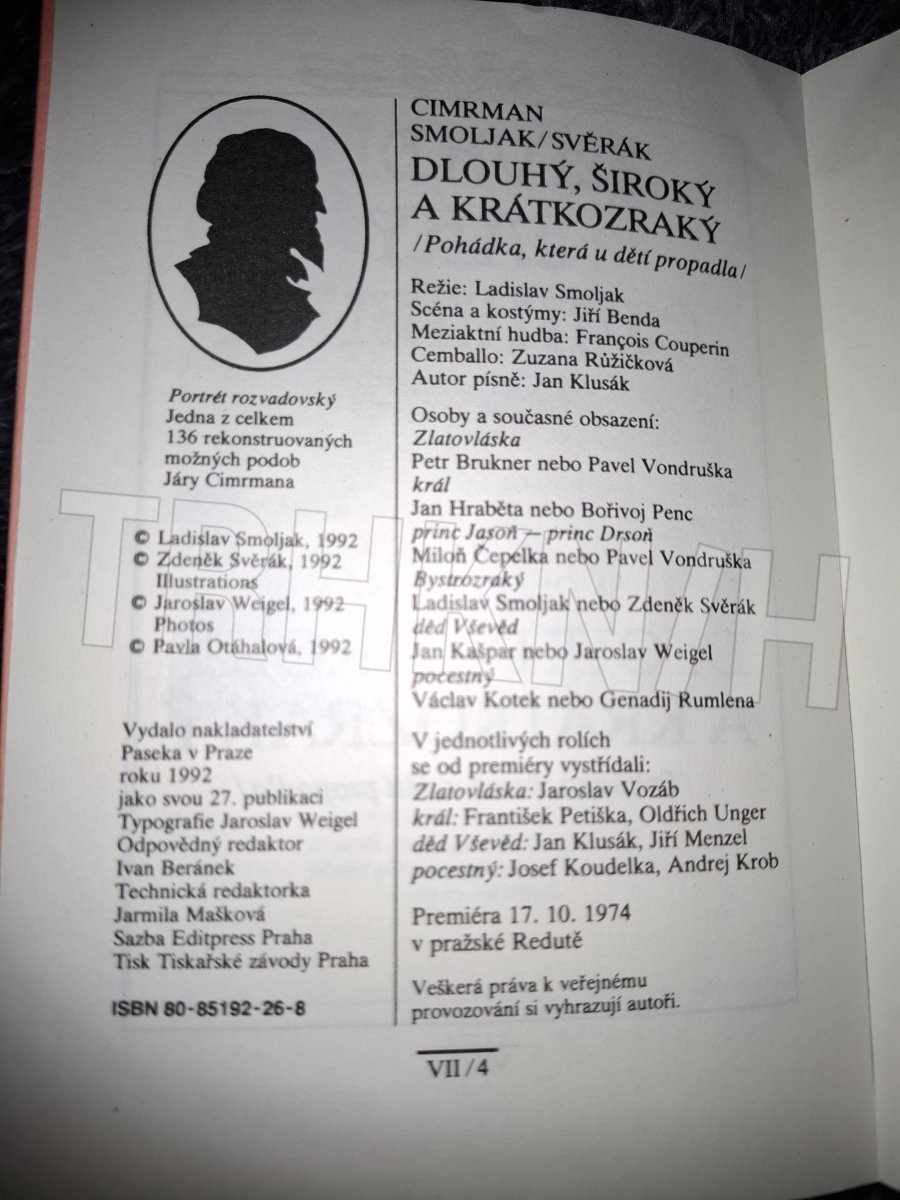 Portrét rozvadovský
Jedna z celkem
136 rekonstruovaných
možných podob
Járy Cimrmana
© Ladislav Smoljak, 1992
© Zdeněk Svěrák, 1992
Illustrations
© Jaroslav Weigel, 1992
Photos
© Pavla Otáhalová, 1992
Vydalo nakladatelství
Paseka v Praze
roku 1992
jako svou 27. publikaci
Typografie Jaroslav Weigel
Odpovědný redaktor
Ivan Beránek
Technická redaktorka
Jarmila Mašková
Sazba Editpress Praha
Tisk Tiskařské závody Praha
ISBN 80-85192-26-8
CIMRMAN
SMOLJAK/SVĚRÁK
DLOUHÝ, ŠIROKÝ
A KRÁTKOZRAKÝ
/Pohádka, která u dětí propadla/
Režie: Ladislav Smoljak
Scéna a kostýmy: Jiří Benda
Meziaktní hudba: François Couperin
Cemballo: Zuzana Růžičková
Autor písně: Jan Klusák
Osoby a současné obsazení:
Zlatovláska
Petr Brukner nebo Pavel Vondruška
král
Jan Hraběta nebo Bořivoj Penc
princ Jasoň — princ Drsoň
Miloň Čepelka nebo Pavel Vondruška
Bystrozraký
Ladislav Smoljak nebo Zdeněk Svěrák
děd Vševěd
Jan Kašpar nebo Jaroslav Weigel
pocestný
Václav Kotek nebo Genadij Rumlena
V jednotlivých rolích
se od premiéry vystřídali:
Zlatovláska: Jaroslav Vozáb
král: František Petiška, Oldřich Unger
děd Vševěd: Jan Klusák, Jiří Menzel
pocestný: Josef Koudelka, Andrej Krob
Premiéra 17. 10. 1974
v pražské Redutě
Veškerá práva k veřejnému
provozování si vyhrazují autoři.
VII/4
TRHKNIH